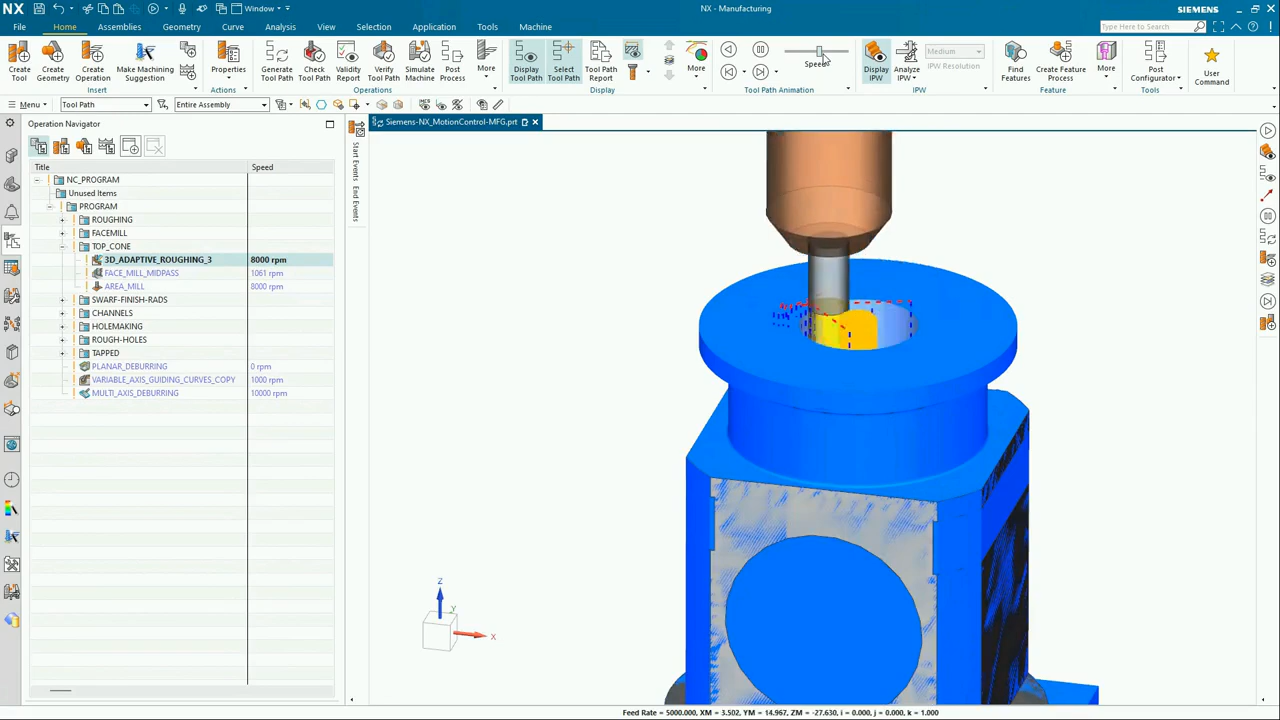 NX
Window
NX - Manufacturing
SIEMENS
File Home Assemblies Geometry Curve Analysis View Selection Application Tools Machine
Type Here to Search
Create Tool
Create Geometry
Create Operation
Make Machining Suggestion
Properties
Generate Tool Path
Check Tool Path
Validity Report
Verify Tool Path
Simulate Machine
Post Process
More
Display Tool Path
Select Tool Path
Tool Path Report
More
Speed
Display IPW
Analyze IPW
Medium
IPW Resolution
Find Features
Create Feature Process
More
Post Configurator
User Command
Insert
Actions
Operations
Display
Tool Path Animation
IPW
Feature
Tools
Menu
Tool Path
Entire Assembly
Operation Navigator
Siemens-NX_MotionControl-MFG.prt
Title Speed
NC_PROGRAM
Unused Items
PROGRAM
ROUGHING
FACEMILL
TOP_CONE
3D_ADAPTIVE_ROUGHING_3 8000 rpm
FACE_MILL_MIDPASS 1061 rpm
AREA_MILL 8000 rpm
SWARF-FINISH-RADS
CHANNELS
HOLEMAKING
ROUGH-HOLES
TAPPED
PLANAR_DEBURRING 0 rpm
VARIABLE_AXIS_GUIDING_CURVES_COPY 1000 rpm
MULTI_AXIS_DEBURRING 10000 rpm
Start Events
End Events
Z
Y
X
Feed Rate = 5000.000, XM = 3.502, YM = 14.967, ZM = -27.630, i = 0.000, j = 0.000, k = 1.000